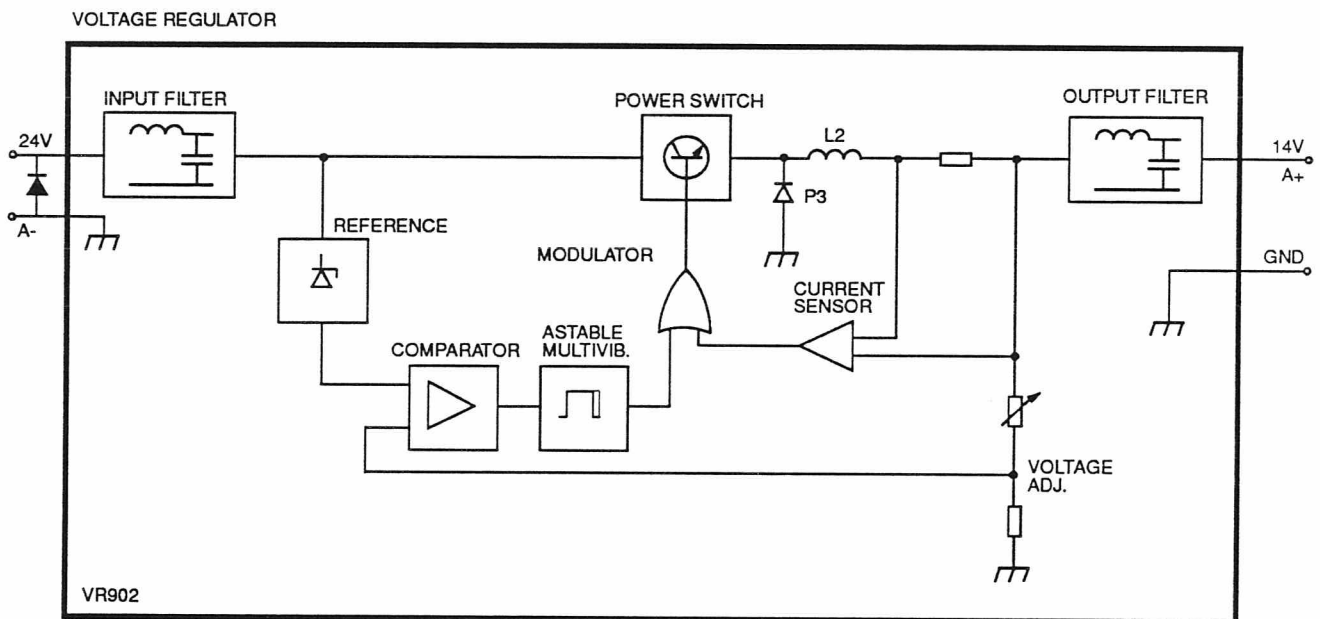 VOLTAGE REGULATOR
INPUT FILTER
POWER SWITCH
OUTPUT FILTER
24V
L2
14V
A+
P3
A-
REFERENCE
MODULATOR
GND
CURRENT
SENSOR
COMPARATOR
ASTABLE
MULTIVIB.
VOLTAGE
ADJ.
VR902